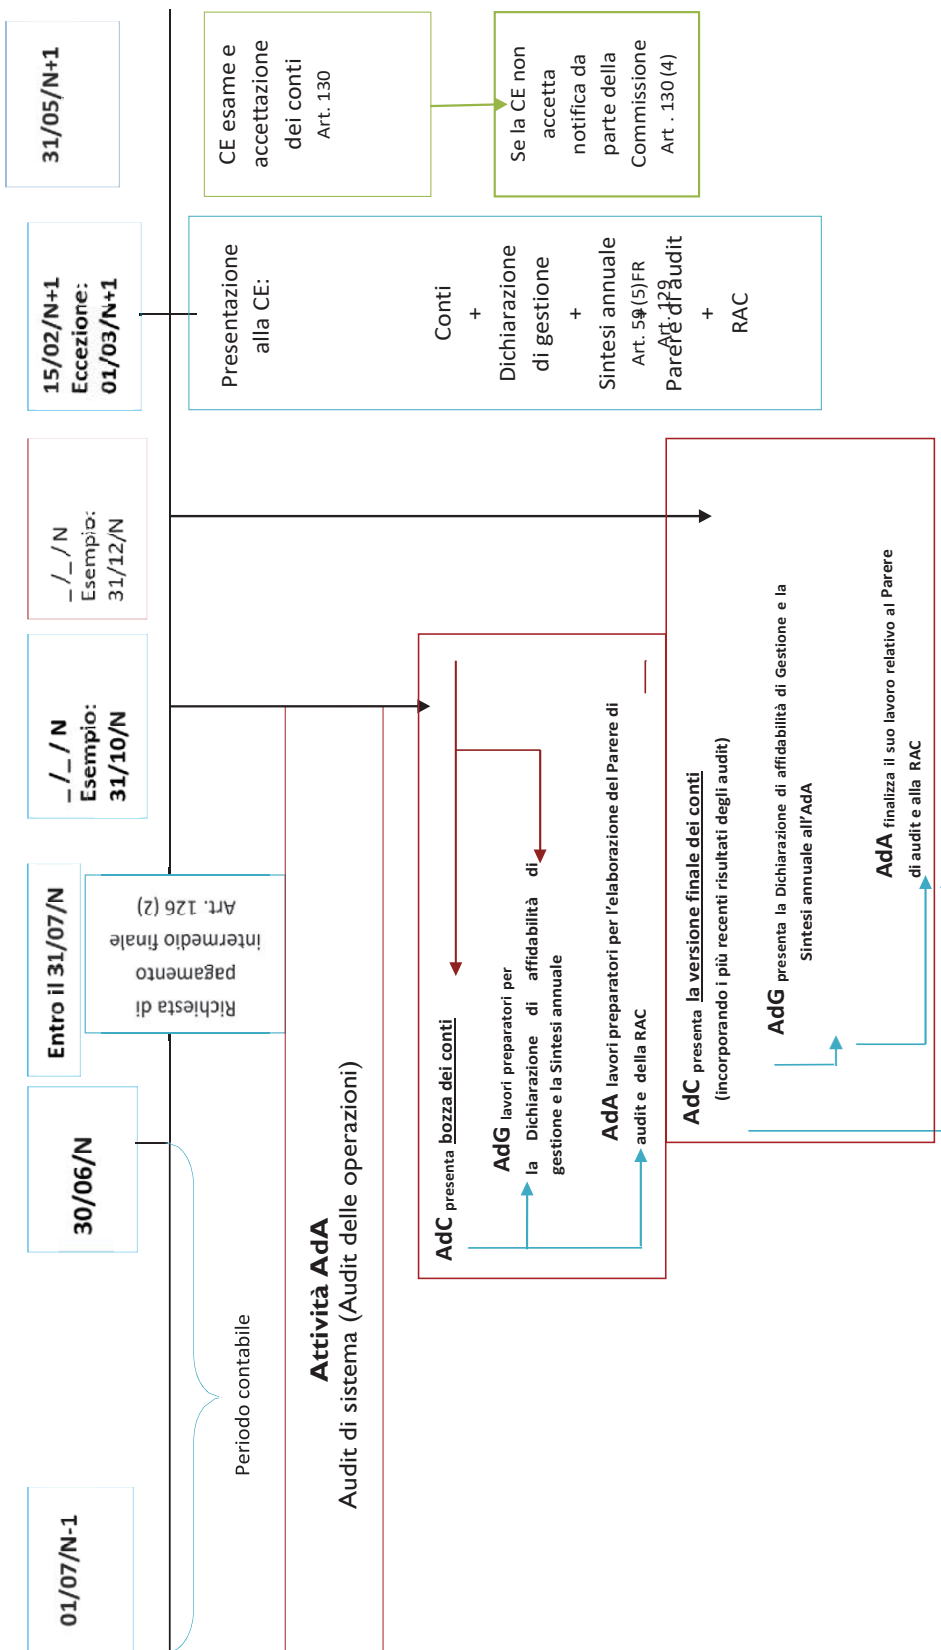 01/07/N-1
30/06/N
Entro il 31/07/N
_/_/ N
Esempio:
31/10/N
_/_/ N
Esempio:
31/12/N
15/02/N+1
Eccezione:
01/03/N+1
31/05/N+1
Periodo contabile
Richiesta di
pagamento
intermedio finale
Art. 126 (2)
Attività AdA
Audit di sistema (Audit delle operazioni)
AdC presenta bozza dei conti
AdG lavori preparatori per
la Dichiarazione di affidabilità di
gestione e la Sintesi annuale
AdA lavori preparatori per l’elaborazione del Parere di
audit e della RAC
AdC presenta la versione finale dei conti
(incorporando i più recenti risultati degli audit)
AdG presenta la Dichiarazione di affidabilità di Gestione e la
Sintesi annuale all’AdA
AdA finalizza il suo lavoro relativo al Parere
di audit e alla RAC
Presentazione
alla CE:
Conti
+
Dichiarazione
di gestione
+
Sintesi annuale
+
Art. 59 (5)FR
Art. 129
Parere di audit
+
RAC
CE esame e
accettazione
dei conti
Art. 130
Se la CE non
accetta
notifica da
parte della
Commissione
Art . 130 (4)